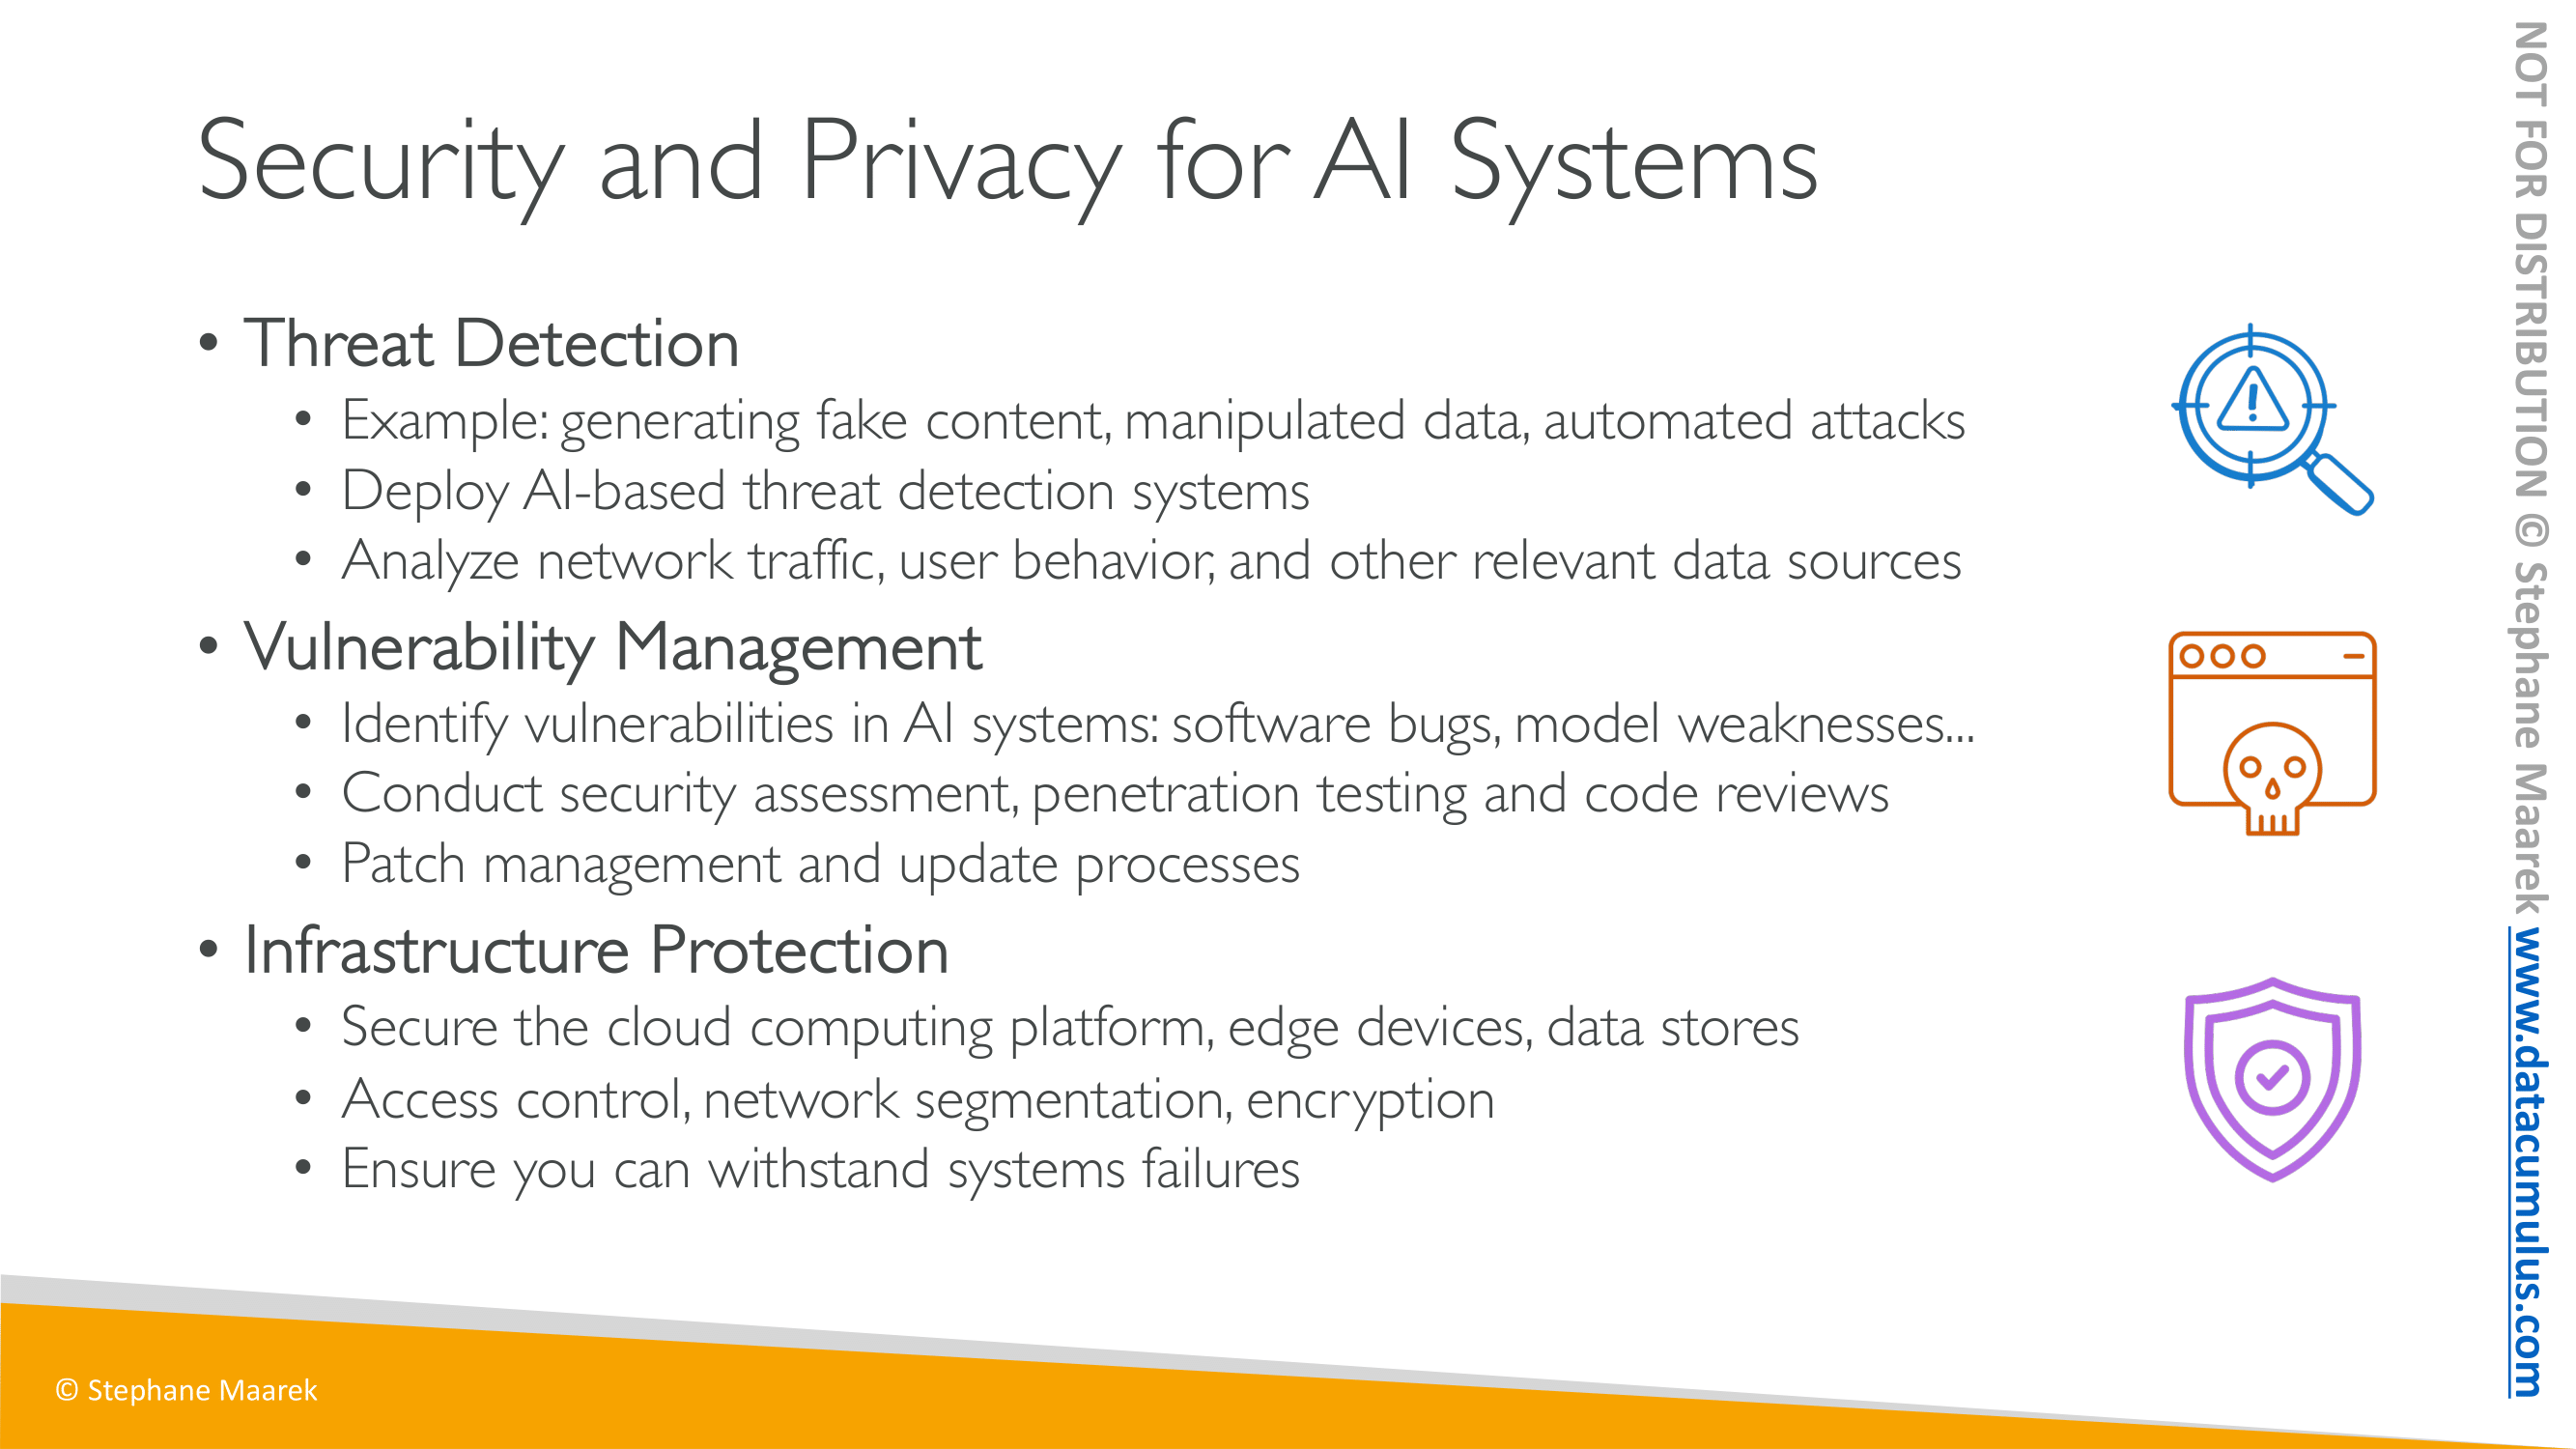 Security and Privacy for AI Systems
• Threat Detection
• Example: generating fake content, manipulated data, automated attacks
• Deploy AI-based threat detection systems
• Analyze network traffic, user behavior, and other relevant data sources
• Vulnerability Management
• Identify vulnerabilities in AI systems: software bugs, model weaknesses...
• Conduct security assessment, penetration testing and code reviews
• Patch management and update processes
• Infrastructure Protection
• Secure the cloud computing platform, edge devices, data stores
• Access control, network segmentation, encryption
• Ensure you can withstand systems failures
© Stephane Maarek
NOT FOR DISTRIBUTION © Stephane Maarek www.datacumulus.com